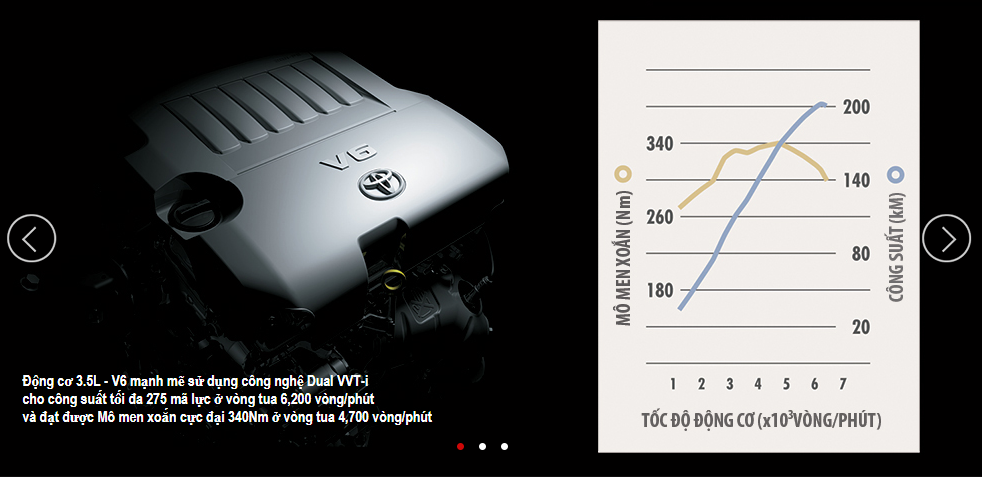 V6
Động cơ 3.5L - V6 mạnh mẽ sử dụng công nghệ Dual VVT-i
cho công suất tối đa 275 mã lực ở vòng tua 6,200 vòng/phút
và đạt được Mô men xoắn cực đại 340Nm ở vòng tua 4,700 vòng/phút
MÔ MEN XOẮN (Nm)
340
260
180
200
140
80
20
CÔNG SUẤT (kM)
1 2 3 4 5 6 7
TỐC ĐỘ ĐỘNG CƠ (x10³VÒNG/PHÚT)